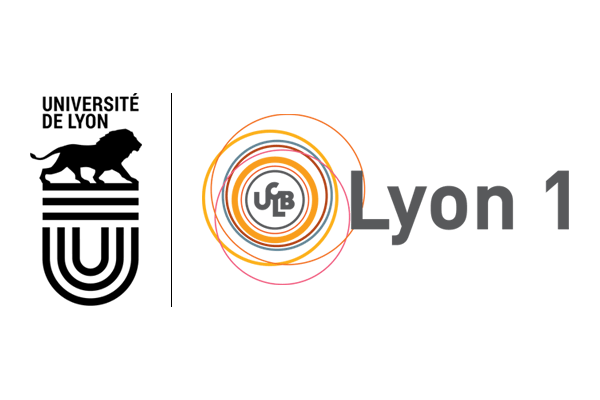 UNIVERSITÉ
DE LYON
UCLB
Lyon 1